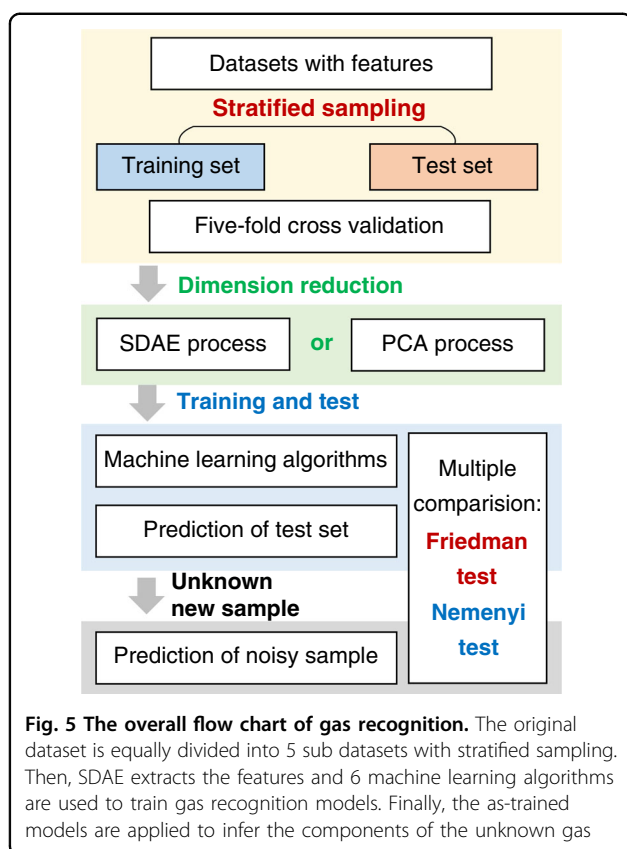 Datasets with features
Stratified sampling
Training set
Test set
Five-fold cross validation
Dimension reduction
SDAE process
or
PCA process
Training and test
Machine learning algorithms
Prediction of test set
Multiple
comparision:
Friedman
test
Nemenyi
test
Unknown
new sample
Prediction of noisy sample
Fig. 5 The overall flow chart of gas recognition. The original
dataset is equally divided into 5 sub datasets with stratified sampling.
Then, SDAE extracts the features and 6 machine learning algorithms
are used to train gas recognition models. Finally, the as-trained
models are applied to infer the components of the unknown gas